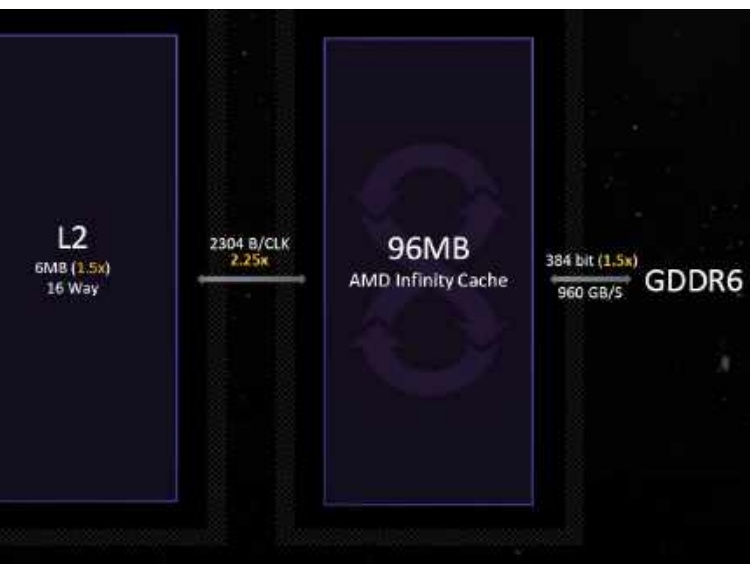 L2
6MB (1.5x)
16 Way
2304 B/CLK
2.25x
96MB
AMD Infinity Cache
384 bit (1.5x)
960 GB/S
GDDR6